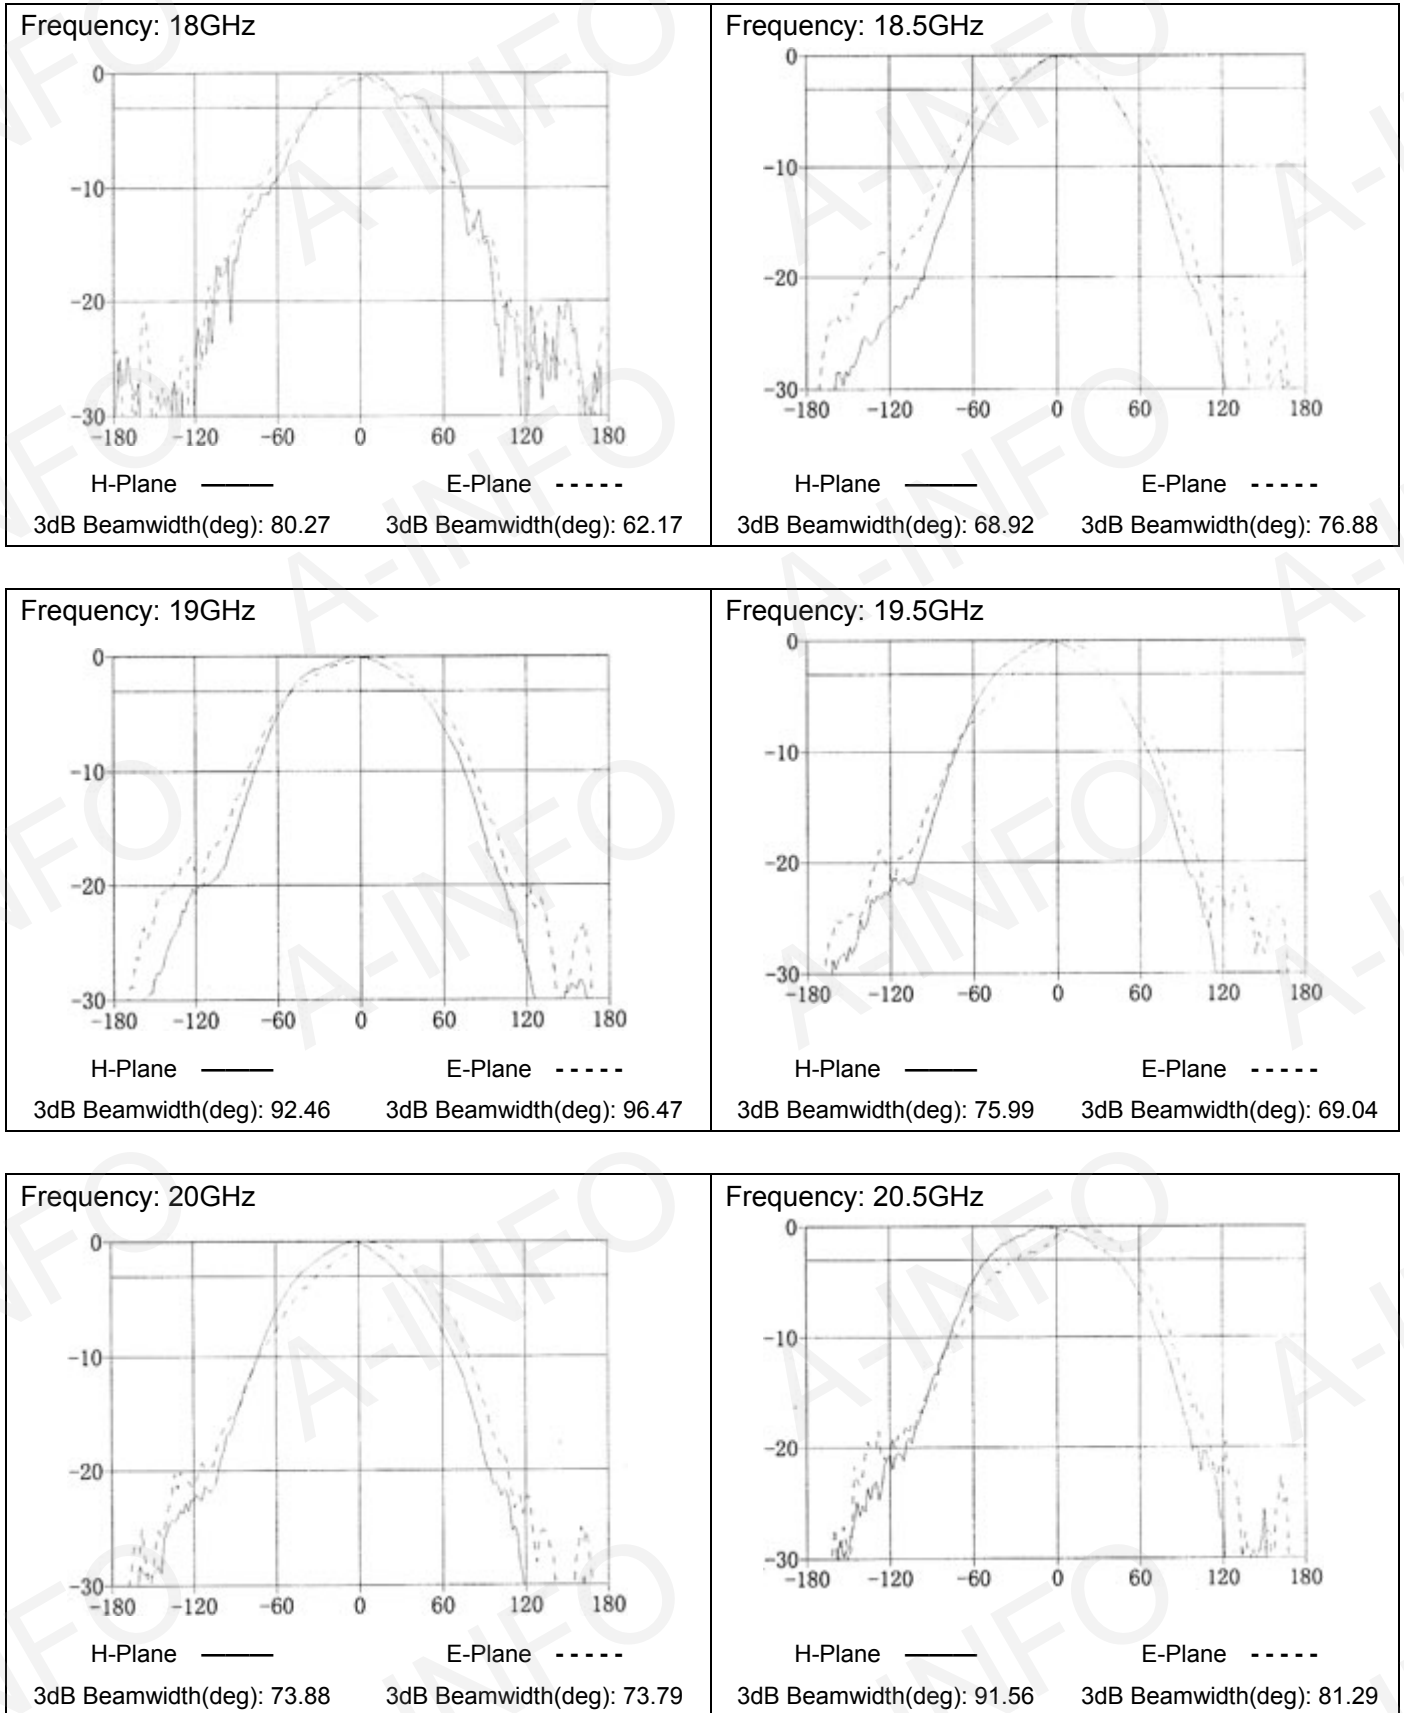 Frequency: 18GHz
0
-10
-20
-30
-180 -120 -60 0 60 120 180
H-Plane E-Plane
3dB Beamwidth(deg): 80.27 3dB Beamwidth(deg): 62.17
Frequency: 18.5GHz
0
-10
-20
-30
-180 -120 -60 0 60 120 180
H-Plane E-Plane
3dB Beamwidth(deg): 68.92 3dB Beamwidth(deg): 76.88
Frequency: 19GHz
0
-10
-20
-30
-180 -120 -60 0 60 120 180
H-Plane E-Plane
3dB Beamwidth(deg): 92.46 3dB Beamwidth(deg): 96.47
Frequency: 19.5GHz
0
-10
-20
-30
-180 -120 -60 0 60 120 180
H-Plane E-Plane
3dB Beamwidth(deg): 75.99 3dB Beamwidth(deg): 69.04
Frequency: 20GHz
0
-10
-20
-30
-180 -120 -60 0 60 120 180
H-Plane E-Plane
3dB Beamwidth(deg): 73.88 3dB Beamwidth(deg): 73.79
Frequency: 20.5GHz
0
-10
-20
-30
-180 -120 -60 0 60 120 180
H-Plane E-Plane
3dB Beamwidth(deg): 91.56 3dB Beamwidth(deg): 81.29
A-INFO